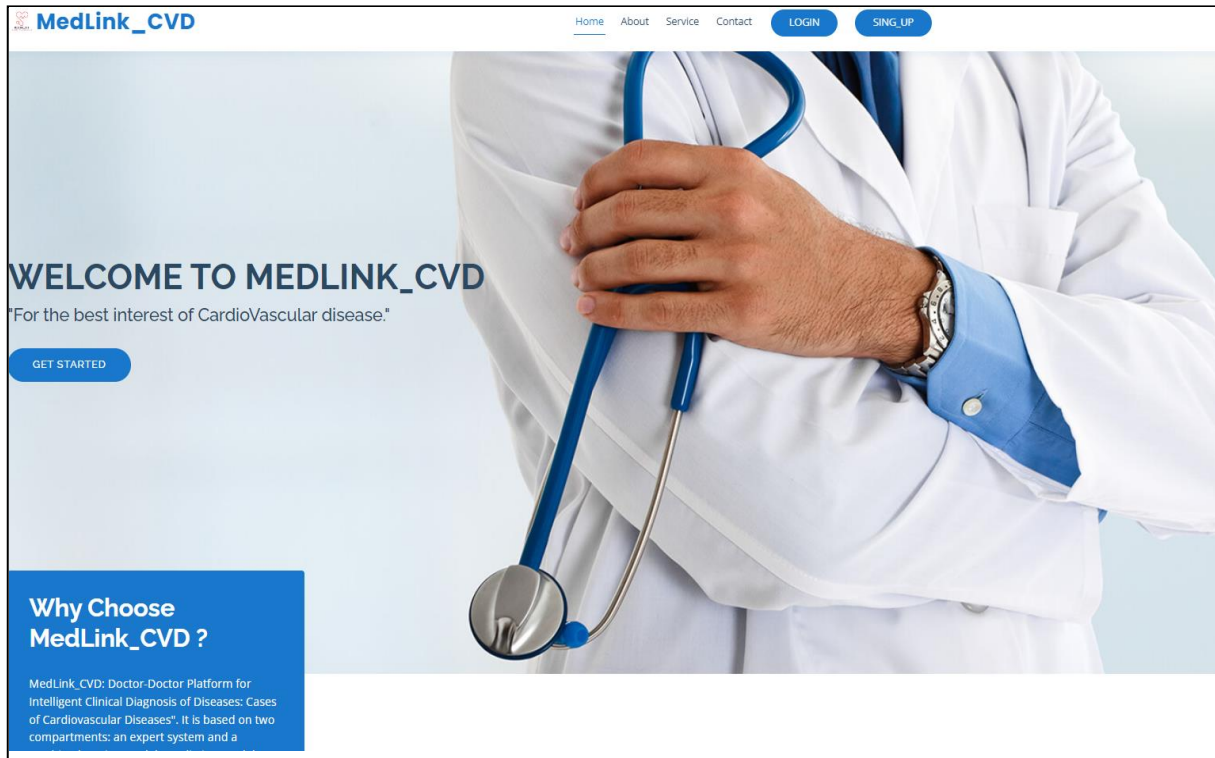 MedLink_CVD
Home About Service Contact LOGIN SING_UP
WELCOME TO MEDLINK_CVD
"For the best interest of CardioVascular disease."
GET STARTED
Why Choose
MedLink_CVD ?
MedLink_CVD: Doctor-Doctor Platform for
Intelligent Clinical Diagnosis of Diseases: Cases
of Cardiovascular Diseases". It is based on two
compartments: an expert system and a